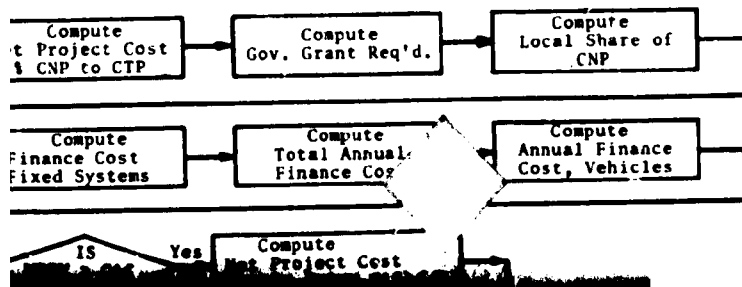 Compute
t Project Cost
% CNP to CTP
Compute
Gov. Grant Req'd.
Compute
Local Share of
CNP
Compute
Finance Cost
Fixed Systems
Compute
Total Annual
Finance Cos
Compute
Annual Finance
Cost, Vehicles
IS
Yes
Compute
Net Project Cost